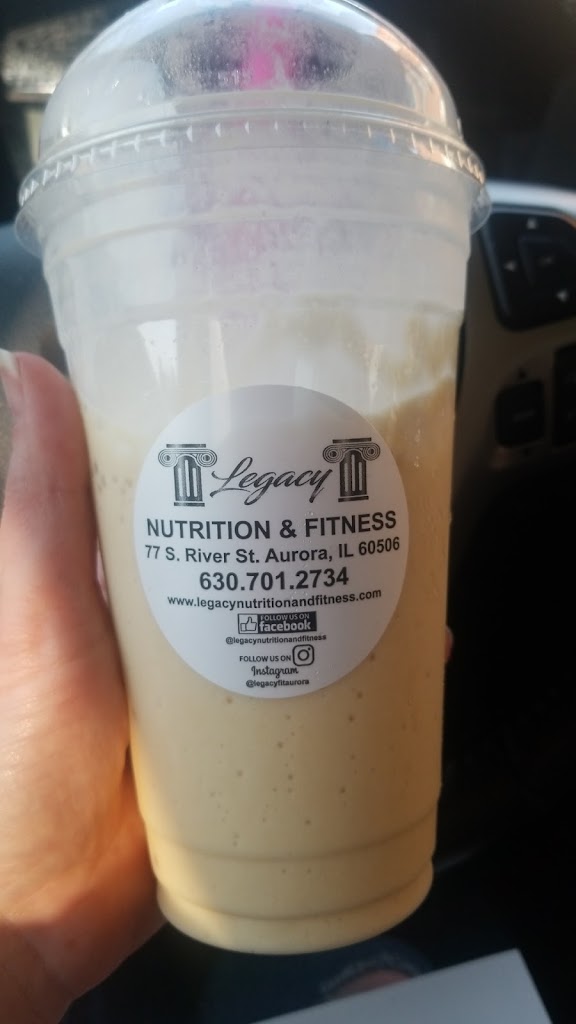 Legacy
NUTRITION & FITNESS
77 S. River St. Aurora, IL 60506
630.701.2734
www.legacynutritionandfitness.com
FOLLOW US ON
facebook
@legacynutritionandfitness
FOLLOW US ON
Instagram
@legacyfitaurora